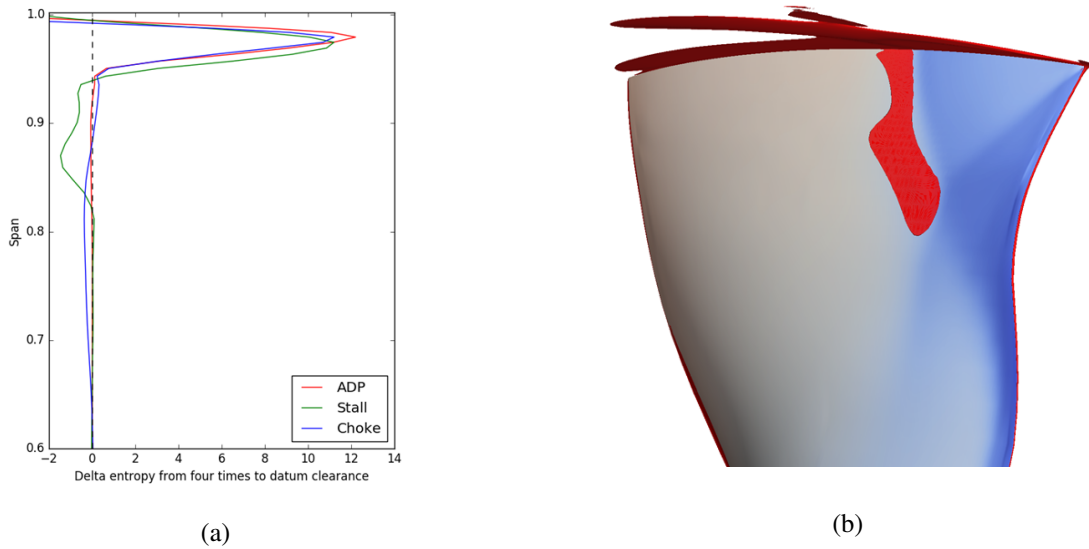 1.0
0.9
0.8
0.7
0.6
Span
ADP
Stall
Choke
−2 0 2 4 6 8 10 12 14
Delta entropy from four times to datum clearance
(a)
(b)